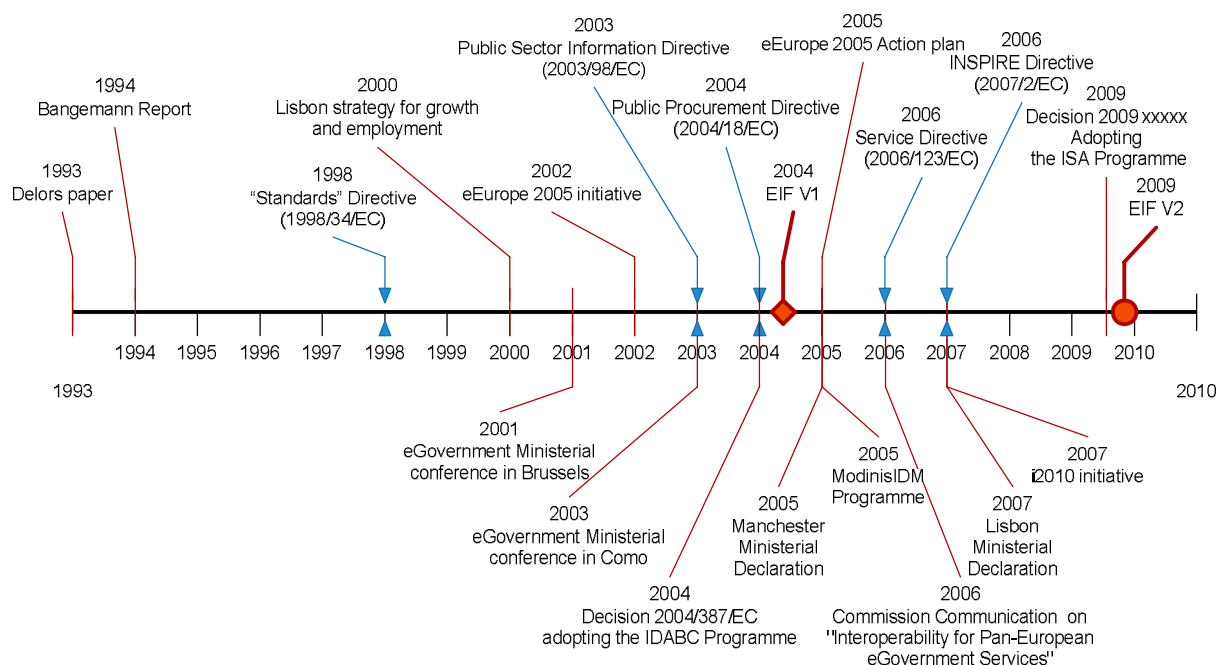 2003
Public Sector Information Directive
(2003/98/EC)
2005
eEurope 2005 Action plan
2006
INSPIRE Directive
(2007/2/EC)
1994
Bangemann Report
2000
Lisbon strategy for growth
and employment
2004
Public Procurement Directive
(2004/18/EC)
2006
Service Directive
(2006/123/EC)
2009
Decision 2009 xxxxx
Adopting
the ISA Programme
1993
Delors paper
1998
“Standards” Directive
(1998/34/EC)
2002
eEurope 2005 initiative
2004
EIF V1
2009
EIF V2
1994 1995 1996 1997 1998 1999 2000 2001 2002 2003 2004 2005 2006 2007 2008 2009 2010
1993 2010
2001
eGovernment Ministerial
conference in Brussels
2003
eGovernment Ministerial
conference in Como
2004
Decision 2004/387/EC
adopting the IDABC Programme
2005
Manchester
Ministerial
Declaration
2005
ModinisIDM
Programme
2006
Commission Communication on
"Interoperability for Pan-European
eGovernment Services"
2007
Lisbon
Ministerial
Declaration
2007
i2010 initiative